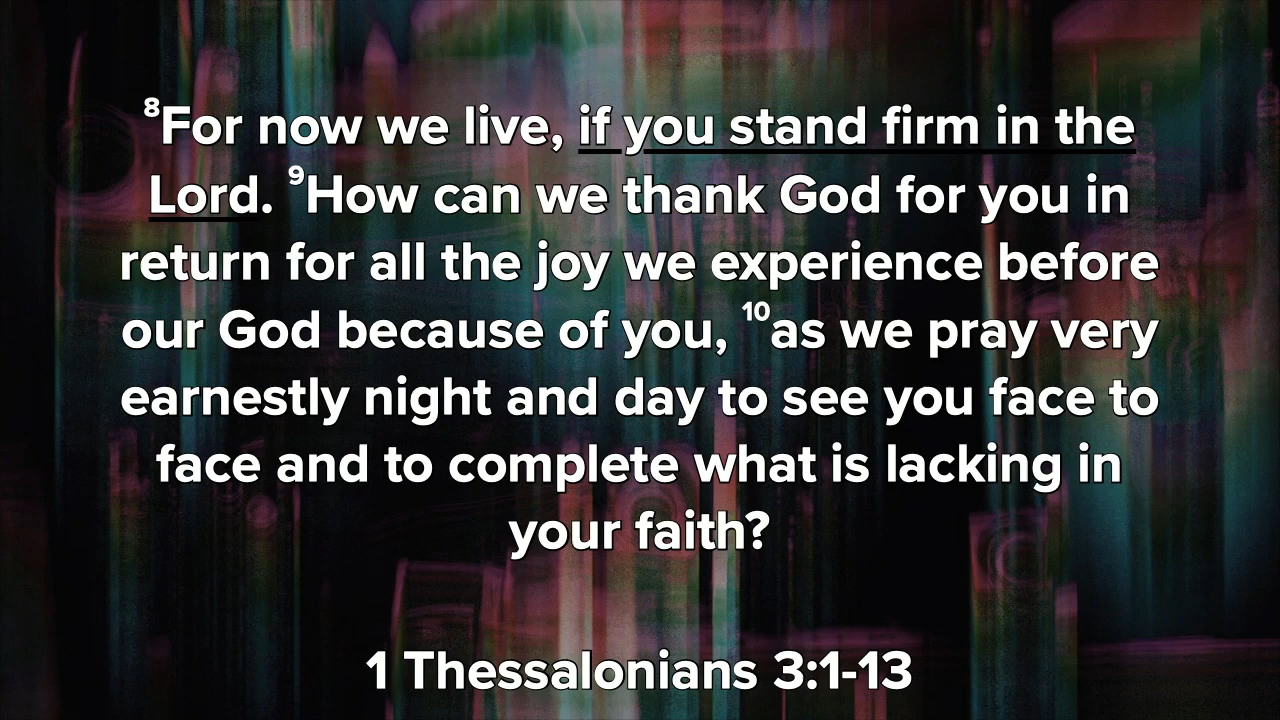 ⁸For now we live, if you stand firm in the
Lord. ⁹How can we thank God for you in
return for all the joy we experience before
our God because of you, ¹⁰as we pray very
earnestly night and day to see you face to
face and to complete what is lacking in
your faith?
1 Thessalonians 3:1-13